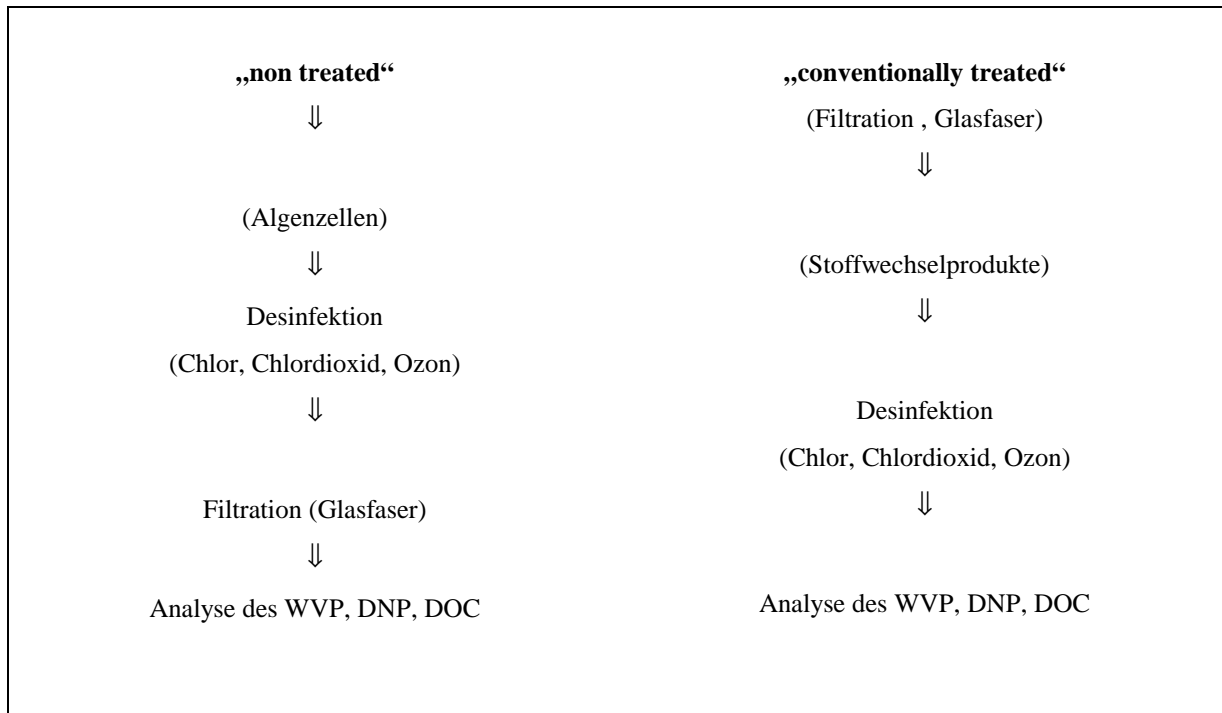 „non treated“
⇓
(Algenzellen)
⇓
Desinfektion
(Chlor, Chlordioxid, Ozon)
⇓
Filtration (Glasfaser)
⇓
Analyse des WVP, DNP, DOC
„conventionally treated“
(Filtration , Glasfaser)
⇓
(Stoffwechselprodukte)
⇓
Desinfektion
(Chlor, Chlordioxid, Ozon)
⇓
Analyse des WVP, DNP, DOC